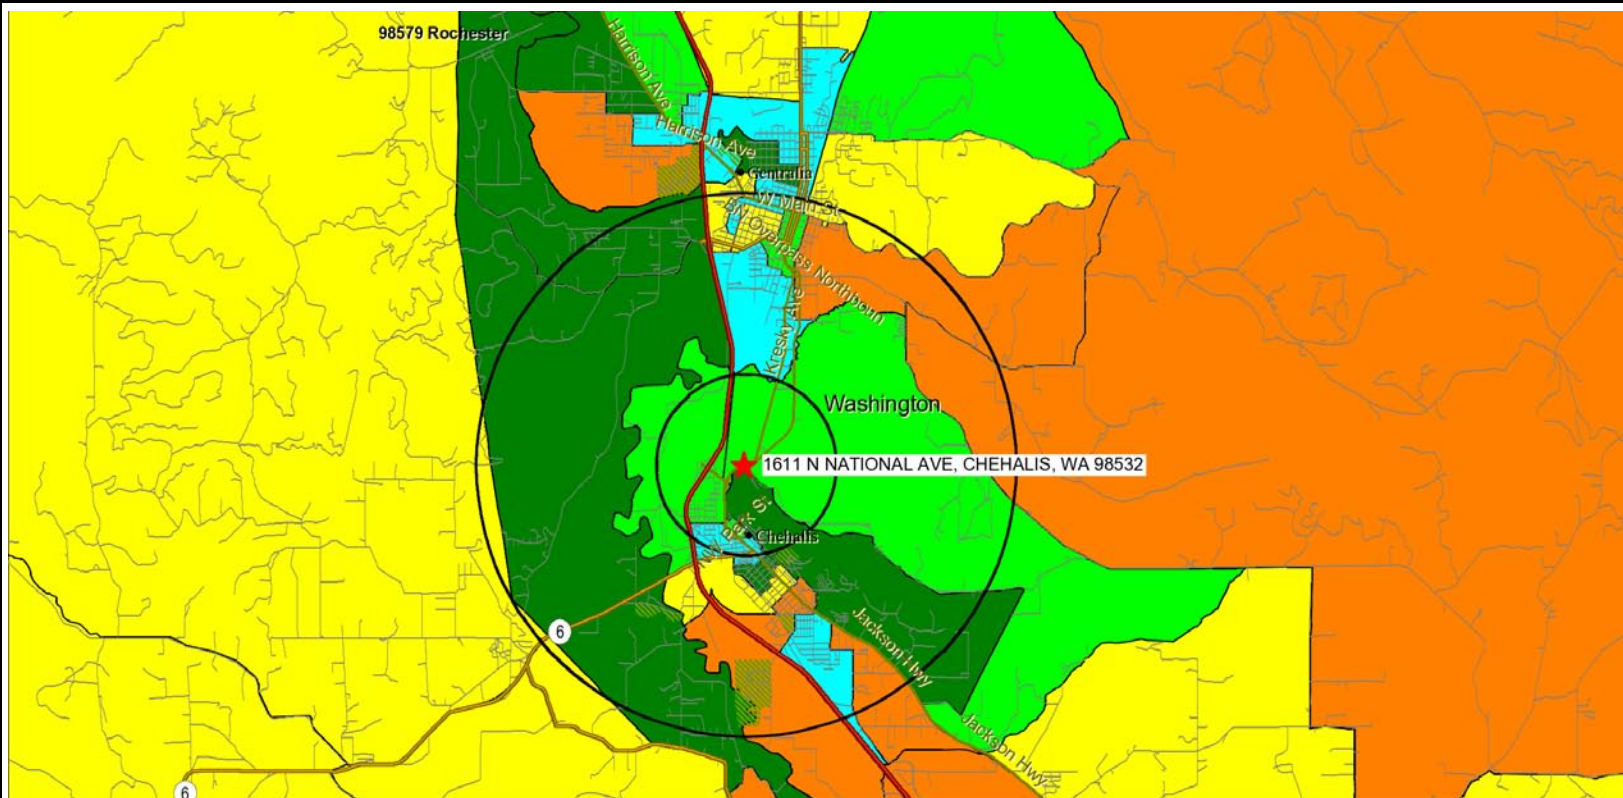 98579 Rochester
Harrison Ave
Harrison Ave
Centralia
W Main St
BN Overpass Northboun
Kresky Ave
Washington
1611 N NATIONAL AVE, CHEHALIS, WA 98532
Chehalis
6
Jackson Hwy
Jackson Hwy
6